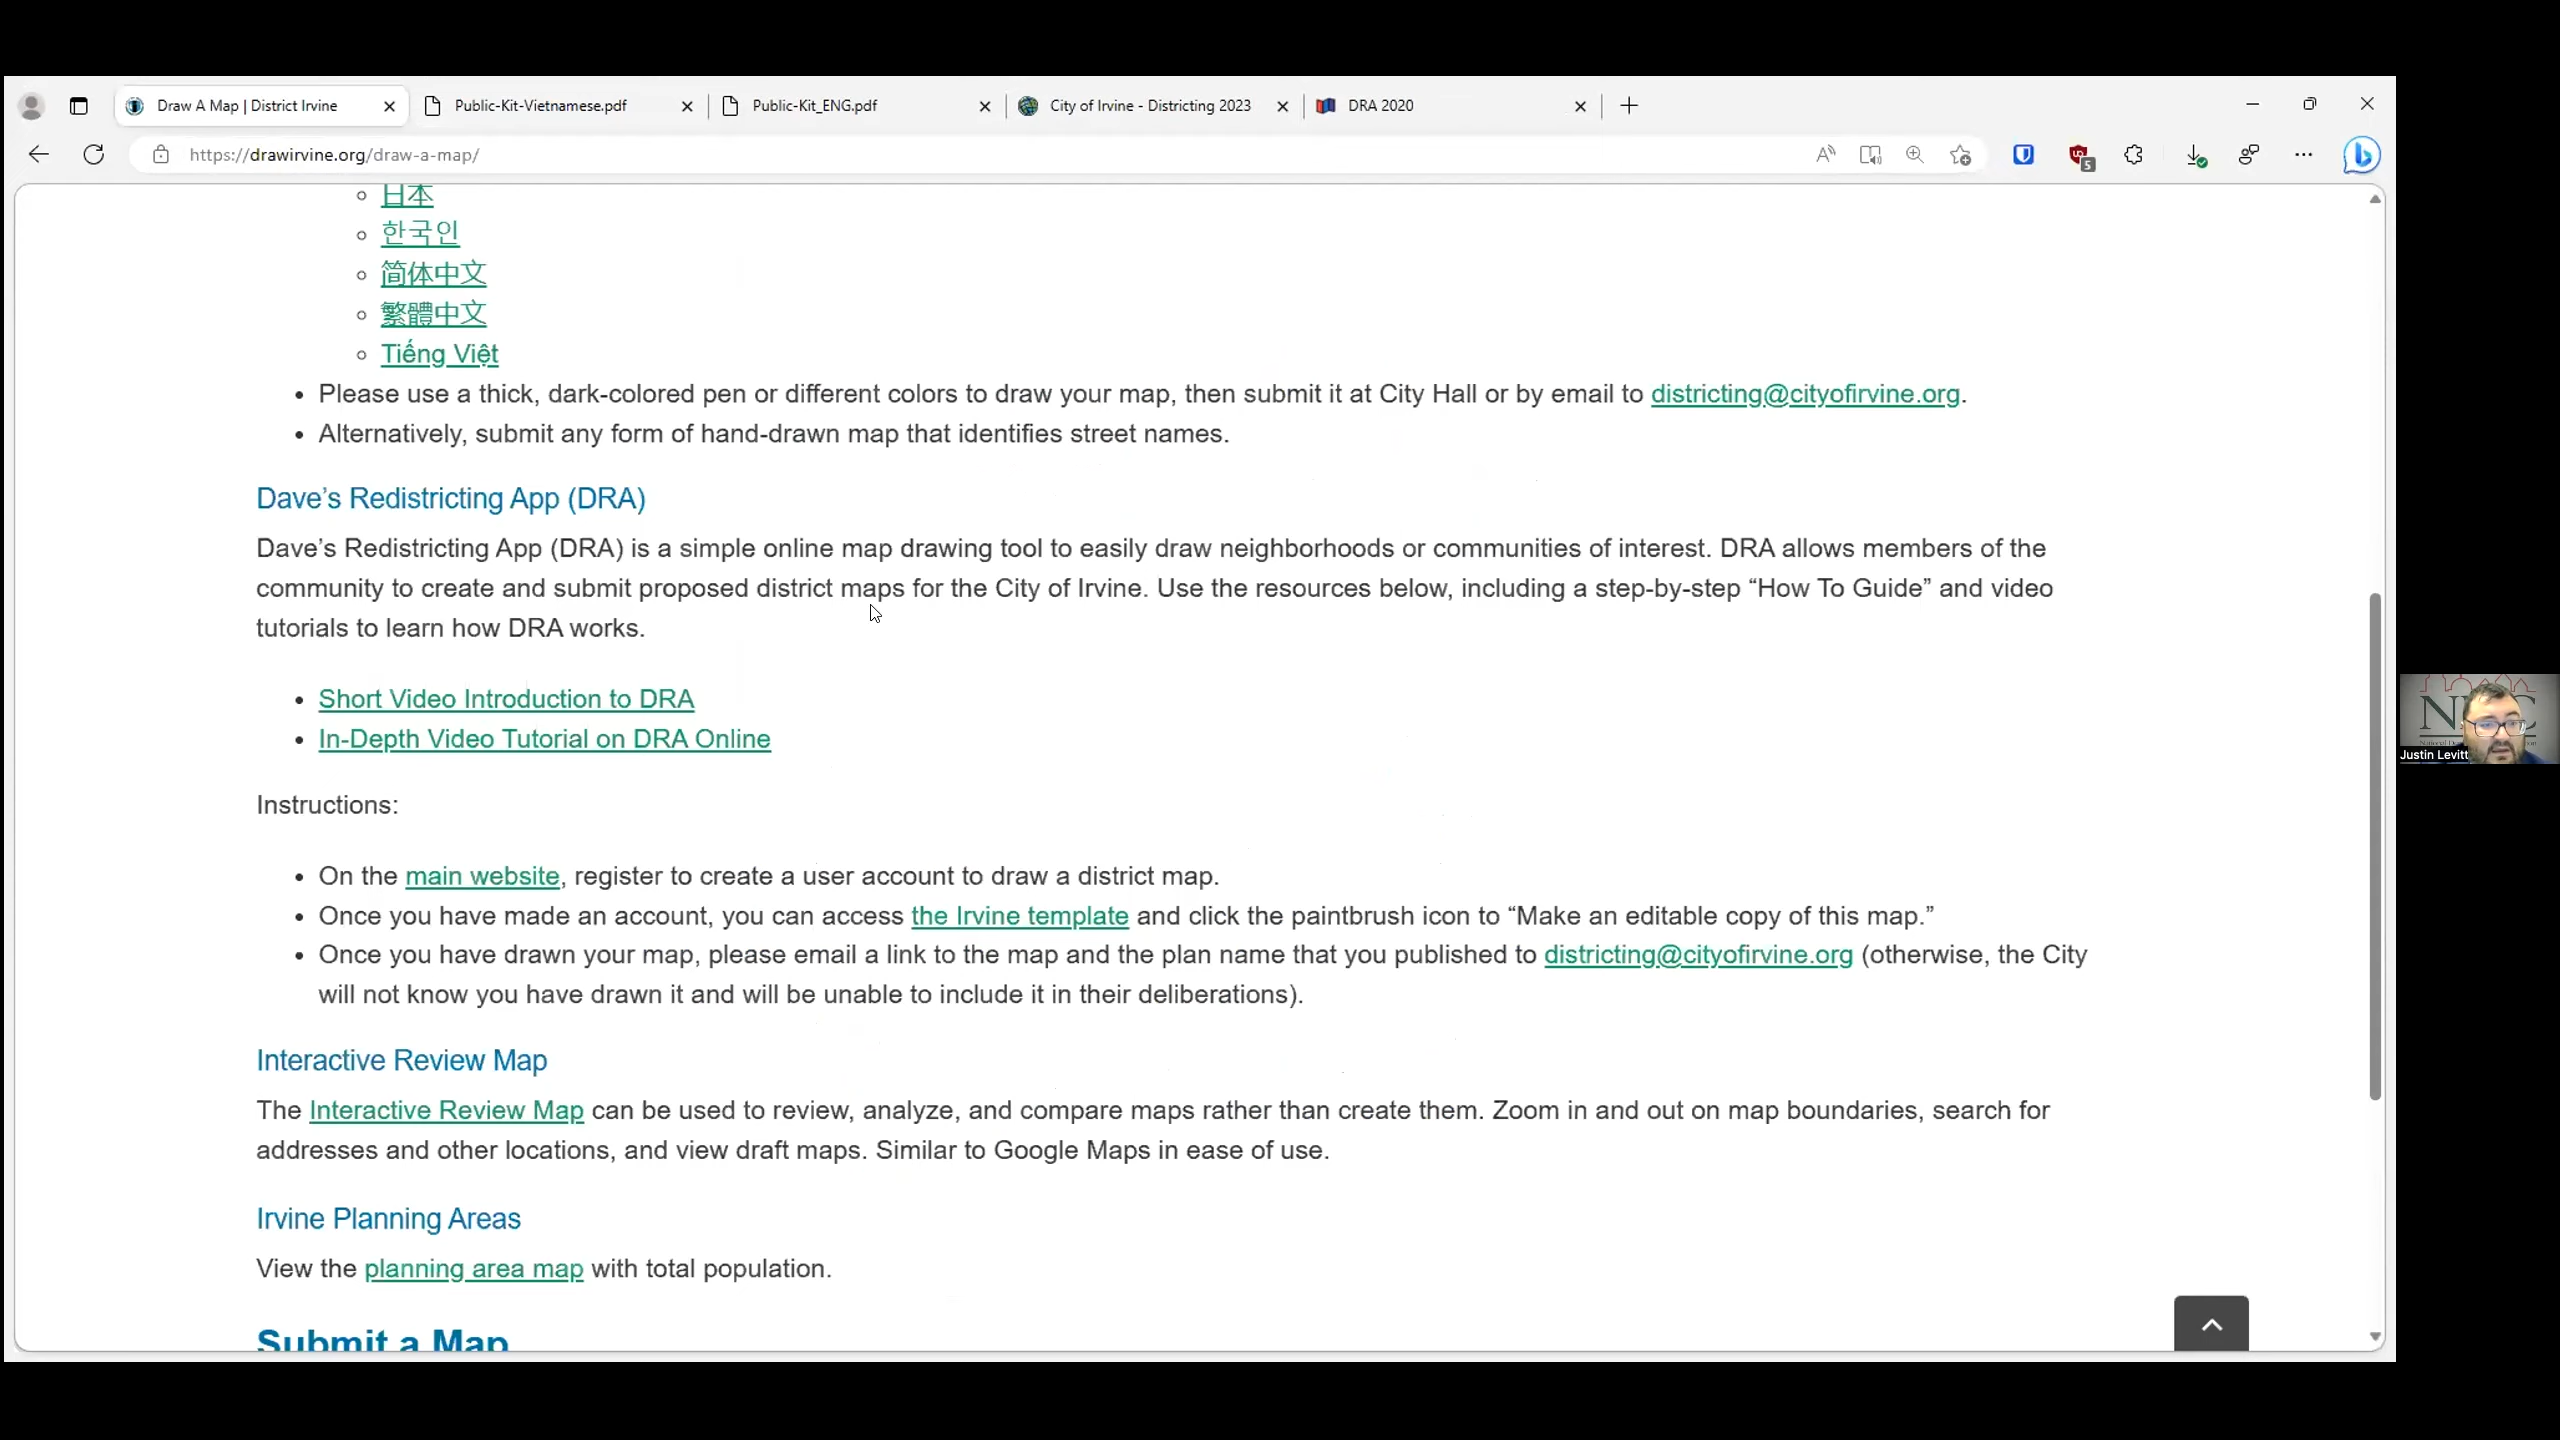 Draw A Map | District Irvine
Public-Kit-Vietnamese.pdf
Public-Kit_ENG.pdf
City of Irvine - Districting 2023
DRA 2020
https://drawirvine.org/draw-a-map/
5
日本
한국인
简体中文
繁體中文
Tiếng Việt
Please use a thick, dark-colored pen or different colors to draw your map, then submit it at City Hall or by email to districting@cityofirvine.org.
Alternatively, submit any form of hand-drawn map that identifies street names.
Dave’s Redistricting App (DRA)
Dave’s Redistricting App (DRA) is a simple online map drawing tool to easily draw neighborhoods or communities of interest. DRA allows members of the
community to create and submit proposed district maps for the City of Irvine. Use the resources below, including a step-by-step “How To Guide” and video
tutorials to learn how DRA works.
Short Video Introduction to DRA
In-Depth Video Tutorial on DRA Online
Instructions:
On the main website, register to create a user account to draw a district map.
Once you have made an account, you can access the Irvine template and click the paintbrush icon to “Make an editable copy of this map.”
Once you have drawn your map, please email a link to the map and the plan name that you published to districting@cityofirvine.org (otherwise, the City
will not know you have drawn it and will be unable to include it in their deliberations).
Interactive Review Map
The Interactive Review Map can be used to review, analyze, and compare maps rather than create them. Zoom in and out on map boundaries, search for
addresses and other locations, and view draft maps. Similar to Google Maps in ease of use.
Irvine Planning Areas
View the planning area map with total population.
Submit a Map
Justin Levitt